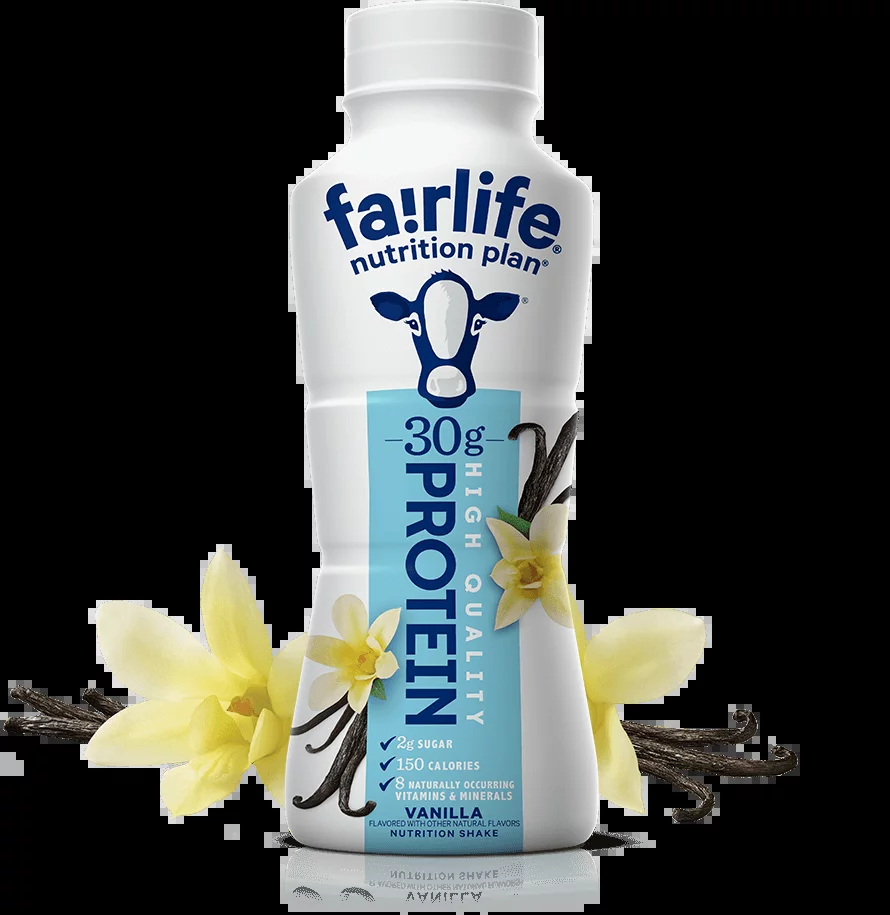 fa!rlife®
nutrition plan®
®
30g
HIGH QUALITY
PROTEIN
2g SUGAR
150 CALORIES
8 NATURALLY OCCURRING
VITAMINS & MINERALS
VANILLA
FLAVORED WITH OTHER NATURAL FLAVORS
NUTRITION SHAKE